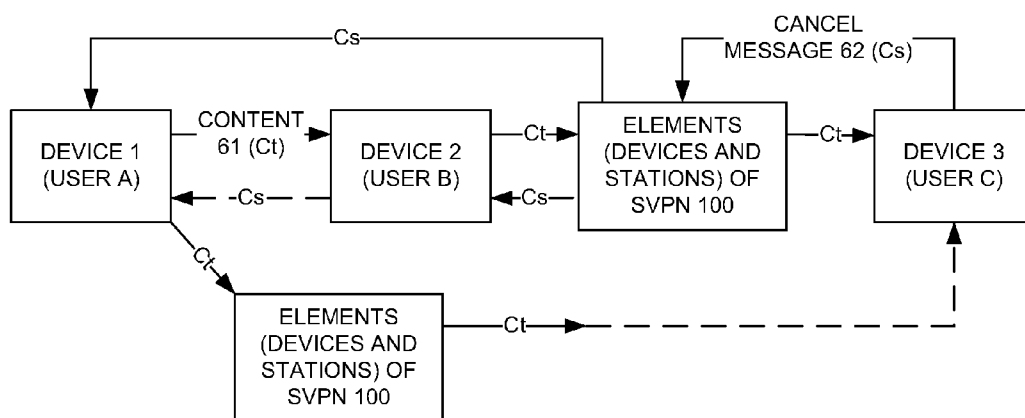 CANCEL
MESSAGE 62 (Cs)
Cs
DEVICE 1
(USER A)
CONTENT
61 (Ct)
DEVICE 2
(USER B)
Ct
ELEMENTS
(DEVICES AND
STATIONS) OF
SVPN 100
Ct
DEVICE 3
(USER C)
Cs
Cs
Ct
ELEMENTS
(DEVICES AND
STATIONS) OF
SVPN 100
Ct